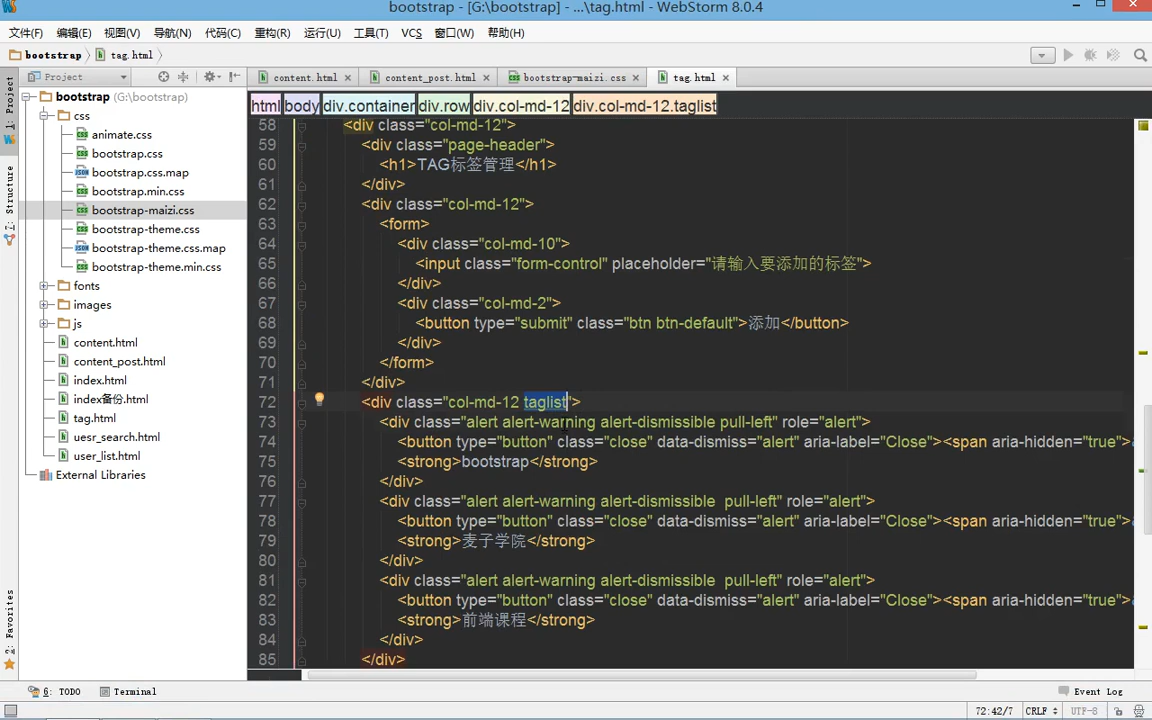 bootstrap - [G:\bootstrap] - ...\tag.html - WebStorm 8.0.4
文件(F) 编辑(E) 视图(V) 导航(N) 代码(C) 重构(R) 运行(U) 工具(T) VCS 窗口(W) 帮助(H)
bootstrap tag.html
Project content.html content_post.html bootstrap-maizi.css tag.html
html body div.container div.row div.col-md-12 div.col-md-12.taglist
1: Project
7: Structure
2: Favorites
bootstrap (G:\bootstrap)
css
animate.css
bootstrap.css
bootstrap.css.map
bootstrap.min.css
bootstrap-maizi.css
bootstrap-theme.css
bootstrap-theme.css.map
bootstrap-theme.min.css
fonts
images
js
content.html
content_post.html
index.html
index备份.html
tag.html
uesr_search.html
user_list.html
External Libraries
58 <div class="col-md-12">
59 <div class="page-header">
60 <h1>TAG标签管理</h1>
61 </div>
62 <div class="col-md-12">
63 <form>
64 <div class="col-md-10">
65 <input class="form-control" placeholder="请输入要添加的标签">
66 </div>
67 <div class="col-md-2">
68 <button type="submit" class="btn btn-default">添加</button>
69 </div>
70 </form>
71 </div>
72 <div class="col-md-12 taglist">
73 <div class="alert alert-warning alert-dismissible pull-left" role="alert">
74 <button type="button" class="close" data-dismiss="alert" aria-label="Close"><span aria-hidden="true">
75 <strong>bootstrap</strong>
76 </div>
77 <div class="alert alert-warning alert-dismissible  pull-left" role="alert">
78 <button type="button" class="close" data-dismiss="alert" aria-label="Close"><span aria-hidden="true">
79 <strong>麦子学院</strong>
80 </div>
81 <div class="alert alert-warning alert-dismissible  pull-left" role="alert">
82 <button type="button" class="close" data-dismiss="alert" aria-label="Close"><span aria-hidden="true">
83 <strong>前端课程</strong>
84 </div>
85 </div>
6: TODO Terminal Event Log
72:42/7 CRLF UTF-8